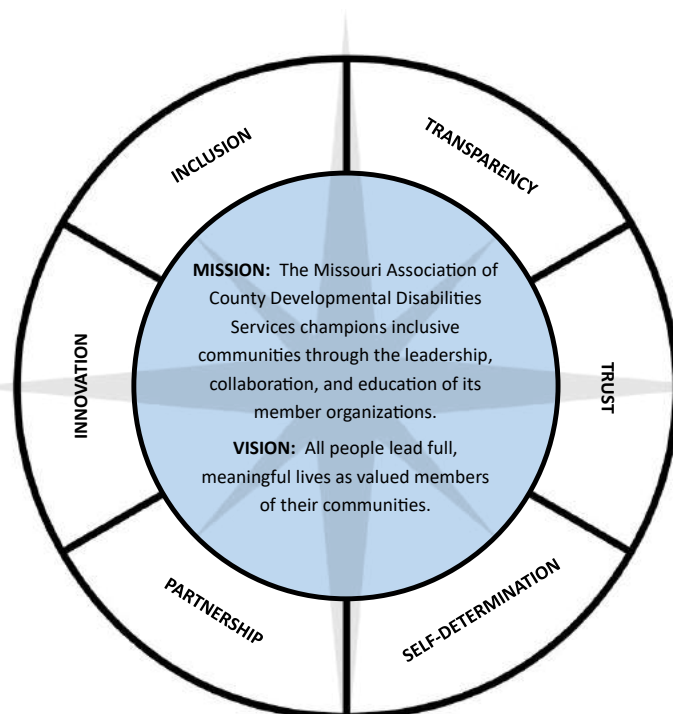 INCLUSION
TRANSPARENCY
MISSION: The Missouri Association of
County Developmental Disabilities
Services champions inclusive
communities through the leadership,
collaboration, and education of its
member organizations.
VISION: All people lead full,
meaningful lives as valued members
of their communities.
INNOVATION
TRUST
PARTNERSHIP
SELF-DETERMINATION